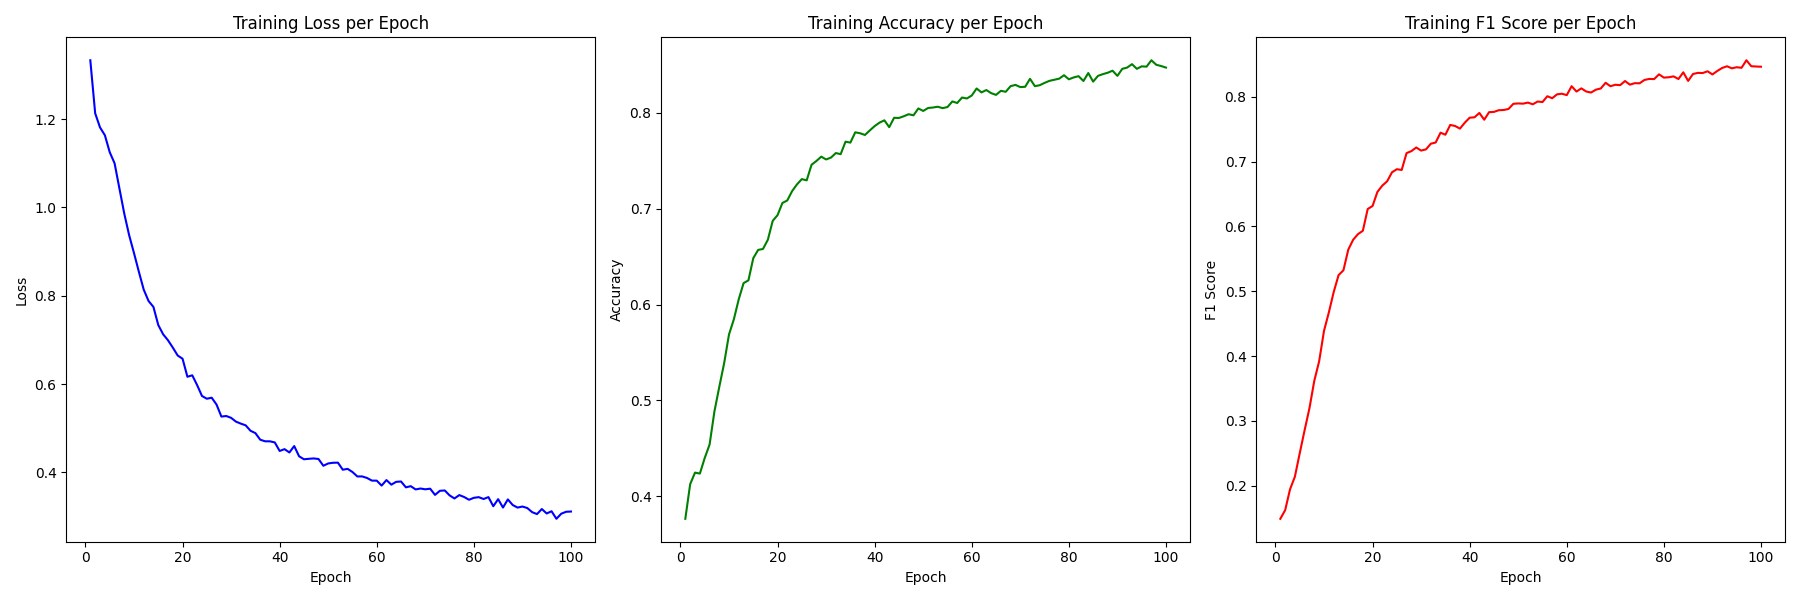 Training Loss per Epoch
Loss
1.2
1.0
0.8
0.6
0.4
0 20 40 60 80 100
Epoch
Training Accuracy per Epoch
Accuracy
0.8
0.7
0.6
0.5
0.4
0 20 40 60 80 100
Epoch
Training F1 Score per Epoch
F1 Score
0.8
0.7
0.6
0.5
0.4
0.3
0.2
0 20 40 60 80 100
Epoch